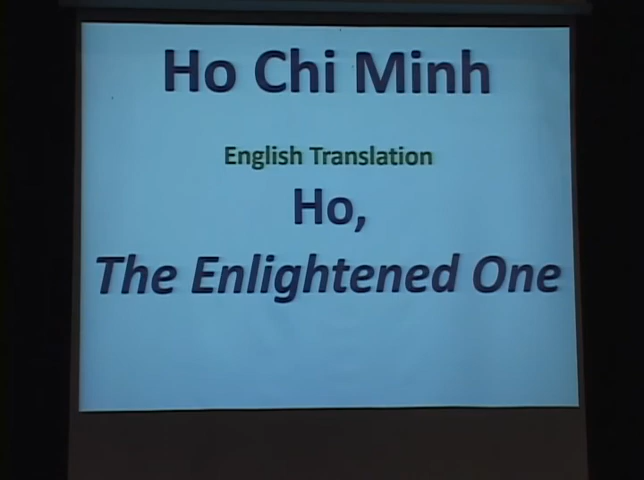 Ho Chi Minh
English Translation
Ho,
The Enlightened One